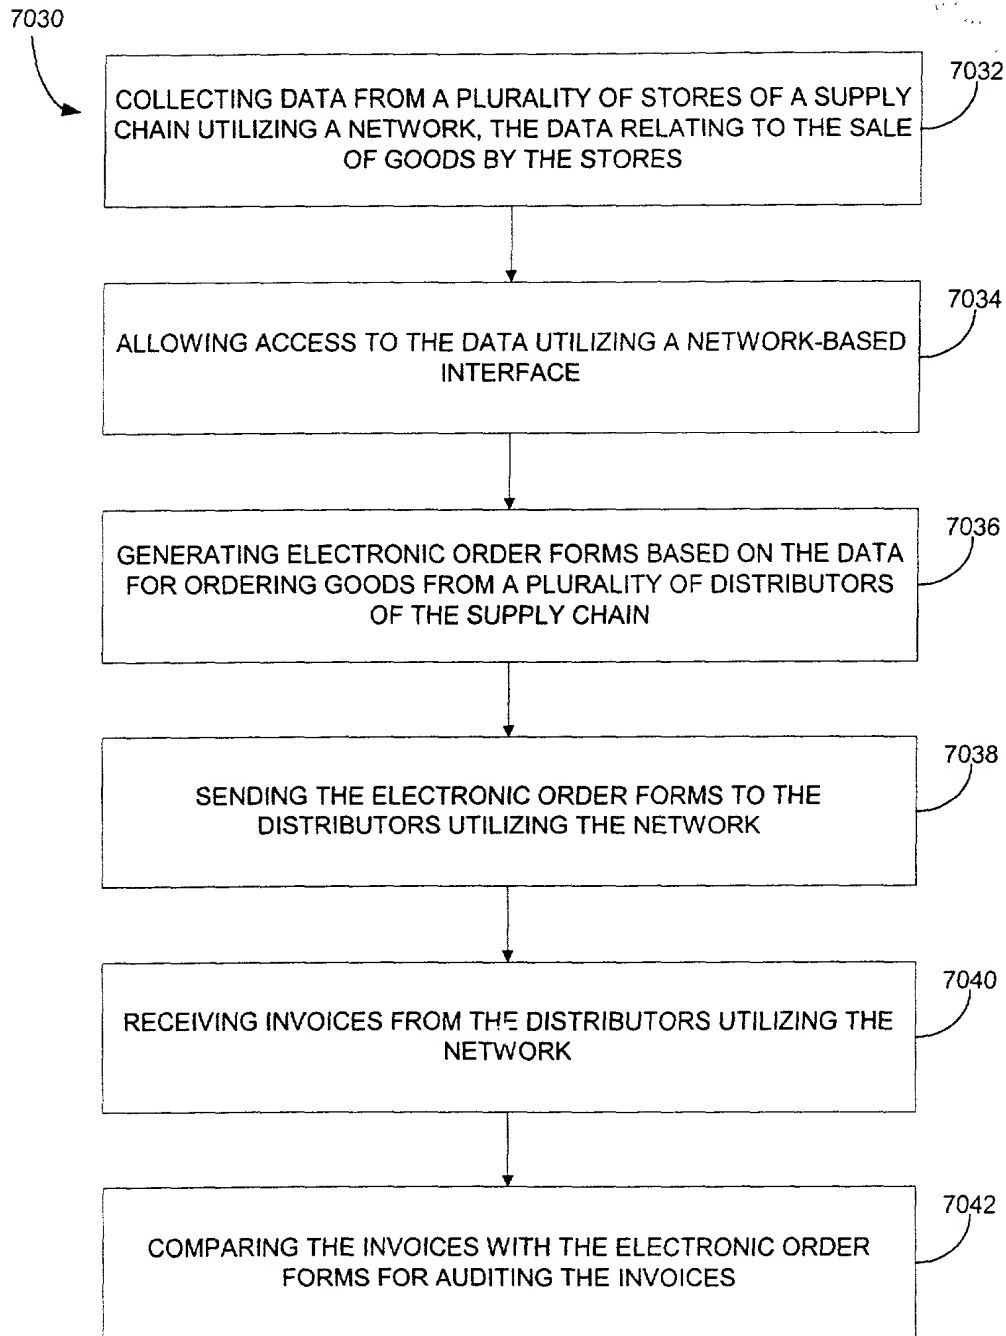 7030
7032
COLLECTING DATA FROM A PLURALITY OF STORES OF A SUPPLY
CHAIN UTILIZING A NETWORK, THE DATA RELATING TO THE SALE
OF GOODS BY THE STORES
7034
ALLOWING ACCESS TO THE DATA UTILIZING A NETWORK-BASED
INTERFACE
7036
GENERATING ELECTRONIC ORDER FORMS BASED ON THE DATA
FOR ORDERING GOODS FROM A PLURALITY OF DISTRIBUTORS
OF THE SUPPLY CHAIN
7038
SENDING THE ELECTRONIC ORDER FORMS TO THE
DISTRIBUTORS UTILIZING THE NETWORK
7040
RECEIVING INVOICES FROM THE DISTRIBUTORS UTILIZING THE
NETWORK
7042
COMPARING THE INVOICES WITH THE ELECTRONIC ORDER
FORMS FOR AUDITING THE INVOICES